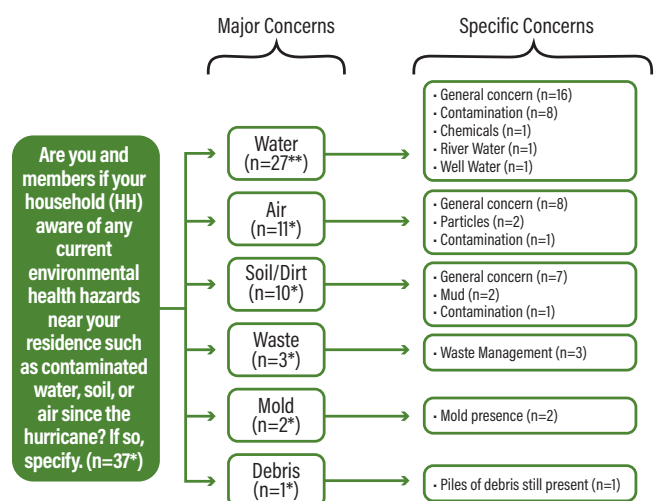 Major Concerns
Specific Concerns
Are you and
members if your
household (HH)
aware of any
current
environmental
health hazards
near your
residence such
as contaminated
water, soil, or
air since the
hurricane? If so,
specify. (n=37*)
Water
(n=27**)
• General concern (n=16)
• Contamination (n=8)
• Chemicals (n=1)
• River Water (n=1)
• Well Water (n=1)
Air
(n=11*)
• General concern (n=8)
• Particles (n=2)
• Contamination (n=1)
Soil/Dirt
(n=10*)
• General concern (n=7)
• Mud (n=2)
• Contamination (n=1)
Waste
(n=3*)
• Waste Management (n=3)
Mold
(n=2*)
• Mold presence (n=2)
Debris
(n=1*)
• Piles of debris still present (n=1)